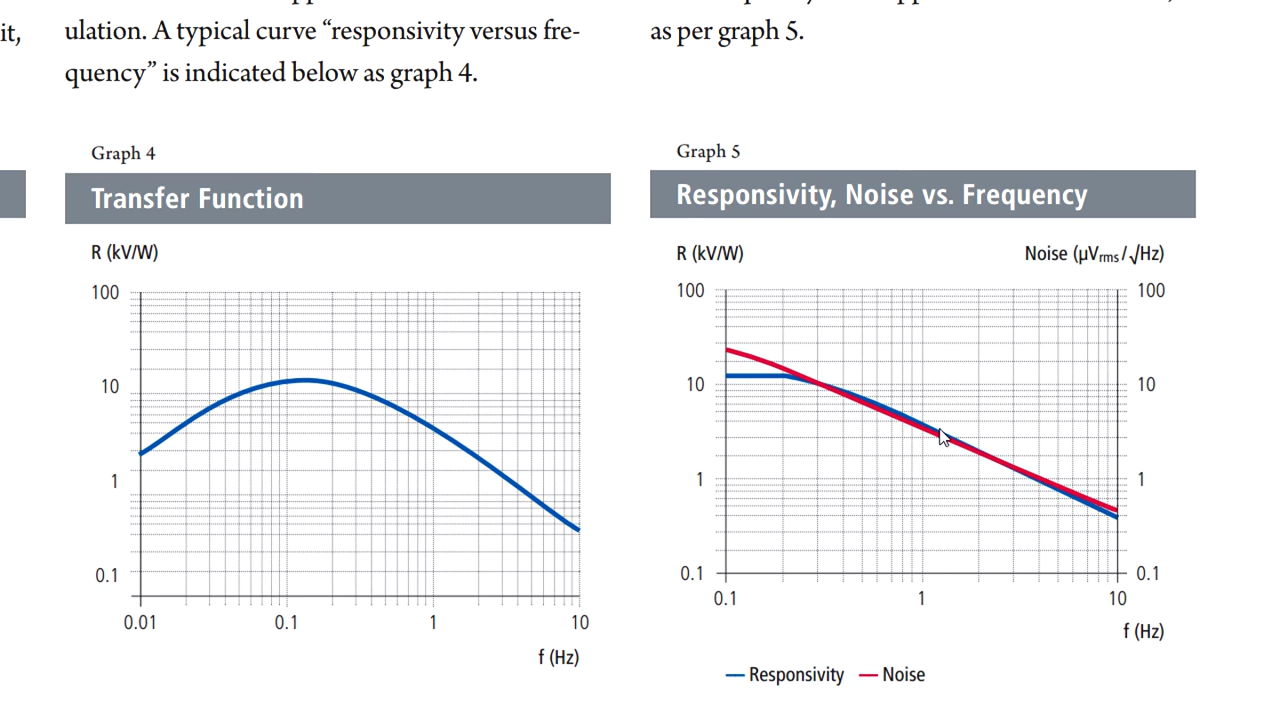 it,
ulation. A typical curve “responsivity versus fre-
quency” is indicated below as graph 4.
as per graph 5.
Graph 4
Transfer Function
R (kV/W)
100
10
1
0.1
0.01 0.1 1 10
f (Hz)
Graph 5
Responsivity, Noise vs. Frequency
R (kV/W) Noise (µVrms/√Hz)
100 100
10 10
1 1
0.1 0.1
0.1 1 10
f (Hz)
Responsivity Noise